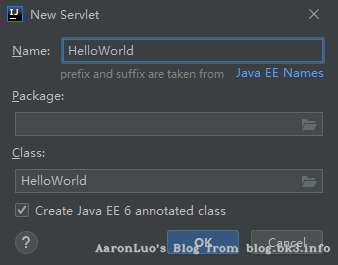 New Servlet
Name: HelloWorld
prefix and suffix are taken from Java EE Names
Package:
Class:
HelloWorld
Create Java EE 6 annotated class
? OK Cancel
AaronLuo's Blog from blog.bk3.info